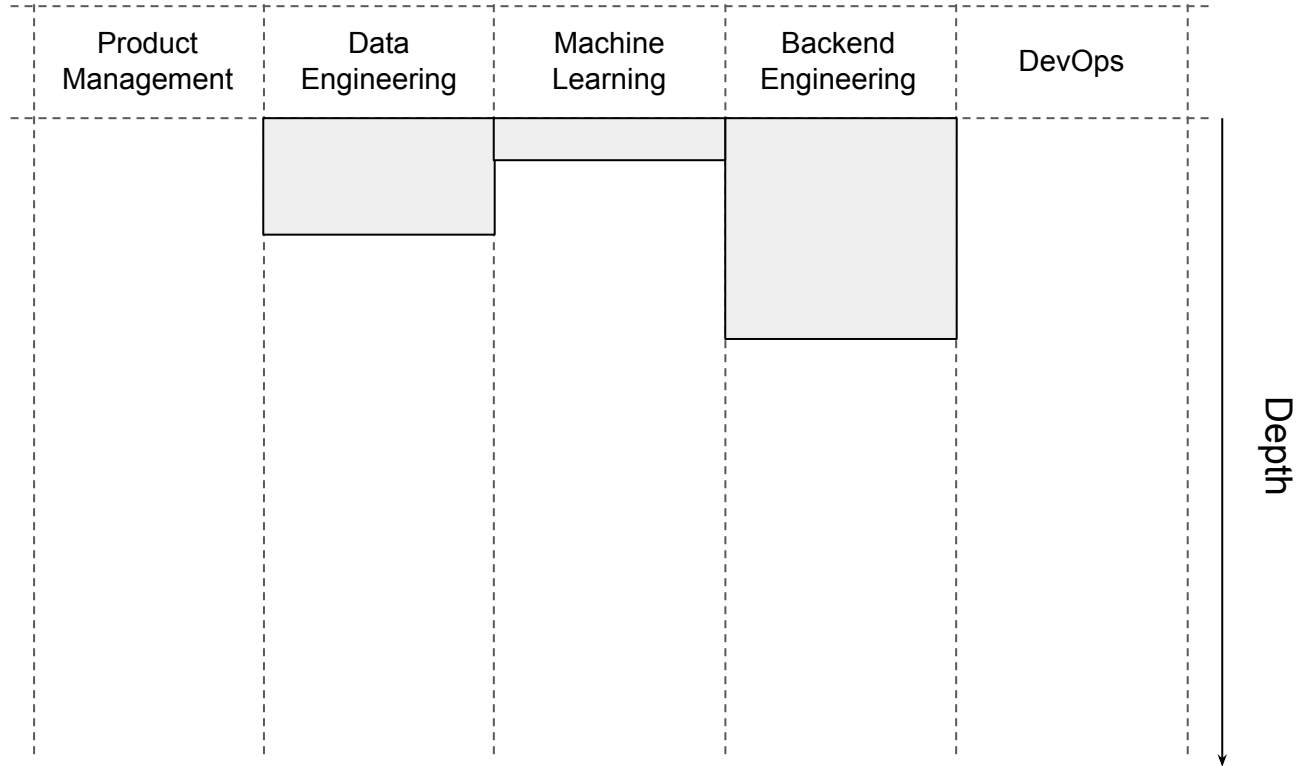 Product
Management
Data
Engineering
Machine
Learning
Backend
Engineering
DevOps
Depth